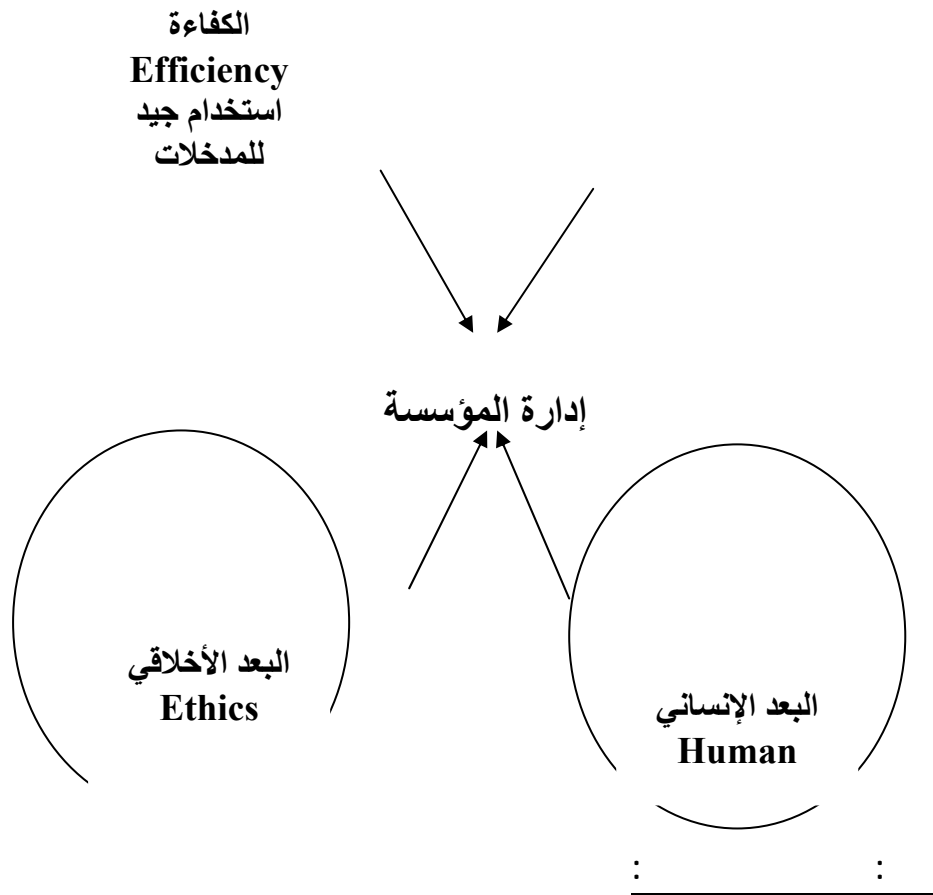 الكفاءة
Efficiency
استخدام جيد
للمدخلات
إدارة المؤسسة
البعد الأخلاقي
Ethics
البعد الإنساني
Human
: :